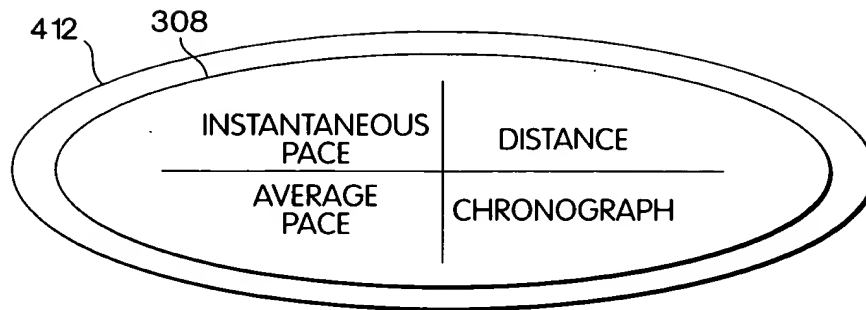 412
308
INSTANTANEOUS
PACE
DISTANCE
AVERAGE
PACE
CHRONOGRAPH